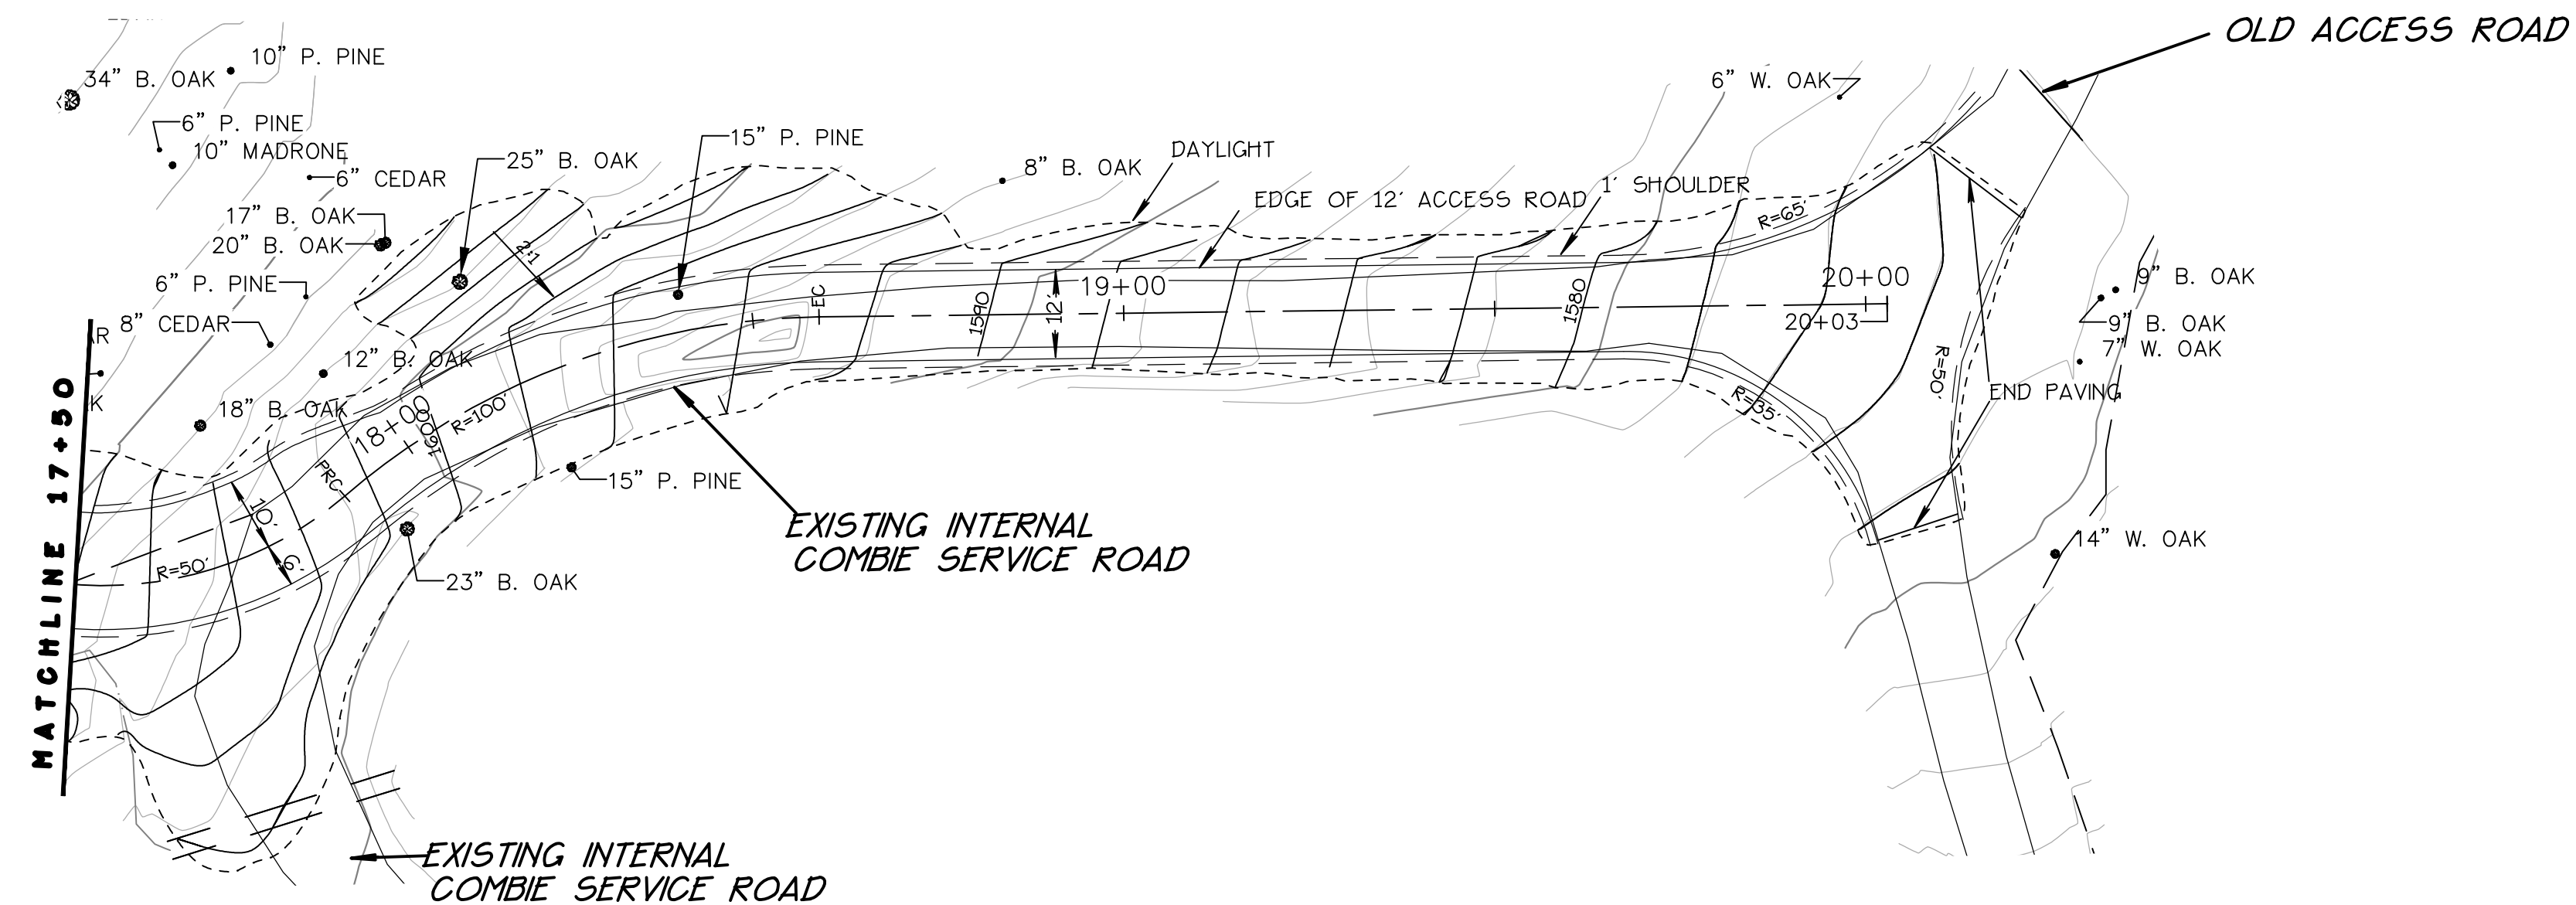 OLD ACCESS ROAD
10” P. PINE
34” B. OAK
6” W. OAK
6” P. PINE
10” MADRONE
6” CEDAR
25” B. OAK
15” P. PINE
8” B. OAK
DAYLIGHT
EDGE OF 12' ACCESS ROAD
1' SHOULDER
R=65'
17” B. OAK
20” B. OAK
2:1
6” P. PINE
8” CEDAR
12” B. OAK
18” B. OAK
EC
1590
12'
19+00
1580
20+00
20+03
9” B. OAK
9” B. OAK
7” W. OAK
R=50'
END PAVING
R=35'
AR
K
MATCHLINE 17+50
18+00
1600
R=100'
PRC
10'
6'
R=50'
15” P. PINE
23” B. OAK
14” W. OAK
EXISTING INTERNAL
COMBIE SERVICE ROAD
EXISTING INTERNAL
COMBIE SERVICE ROAD